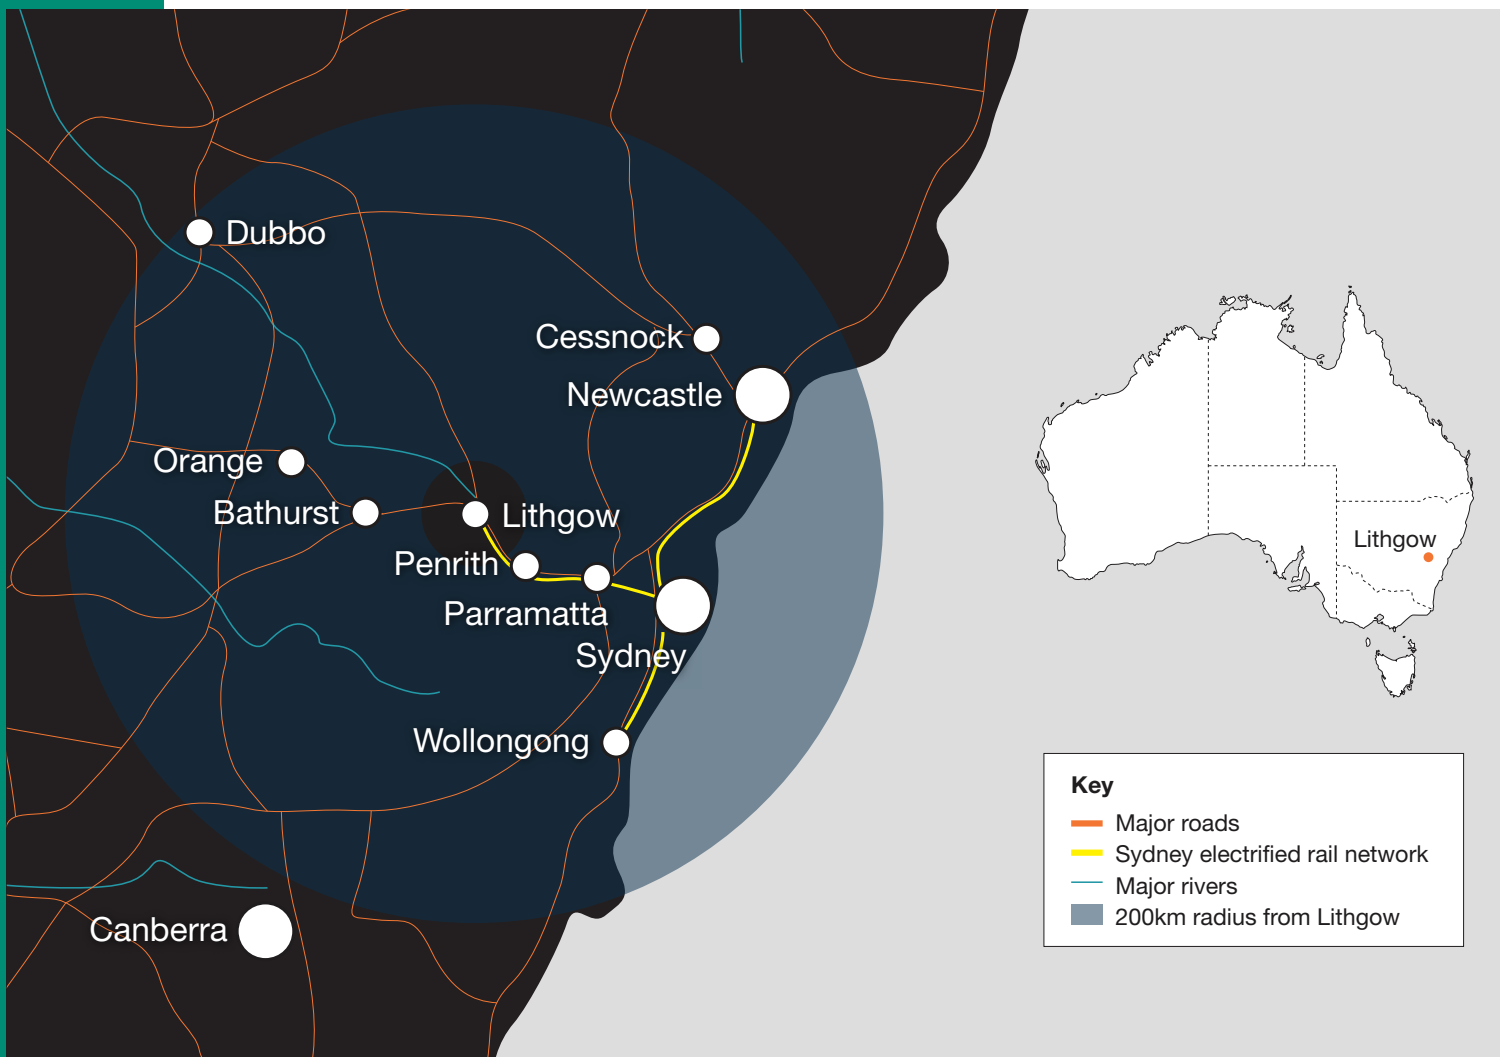 Dubbo
Cessnock
Newcastle
Orange
Bathurst
Lithgow
Penrith
Parramatta
Sydney
Wollongong
Canberra
Lithgow
Key
Major roads
Sydney electrified rail network
Major rivers
200km radius from Lithgow